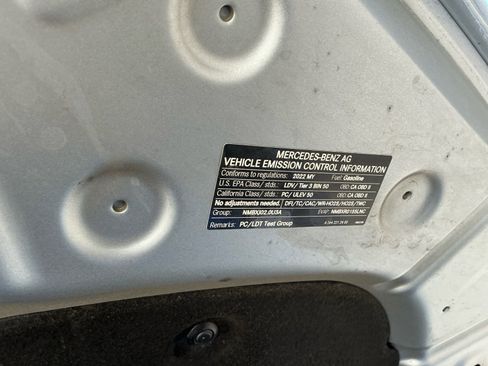 MERCEDES-BENZ AG
VEHICLE EMISSION CONTROL INFORMATION
Conforms to regulations: 2022 MY Fuel: Gasoline
U.S. EPA Class/ stds.: LDV/ Tier 3 BIN 50 OBD: CA OBD II
California Class / stds.: PC/ ULEV 50 OBD: CA OBD II
No adjustments needed. DFI/TC/CAC/WR-HO2S/HO2S/TWC
Group: EVAP:
Remarks: PC/LDT Test Group